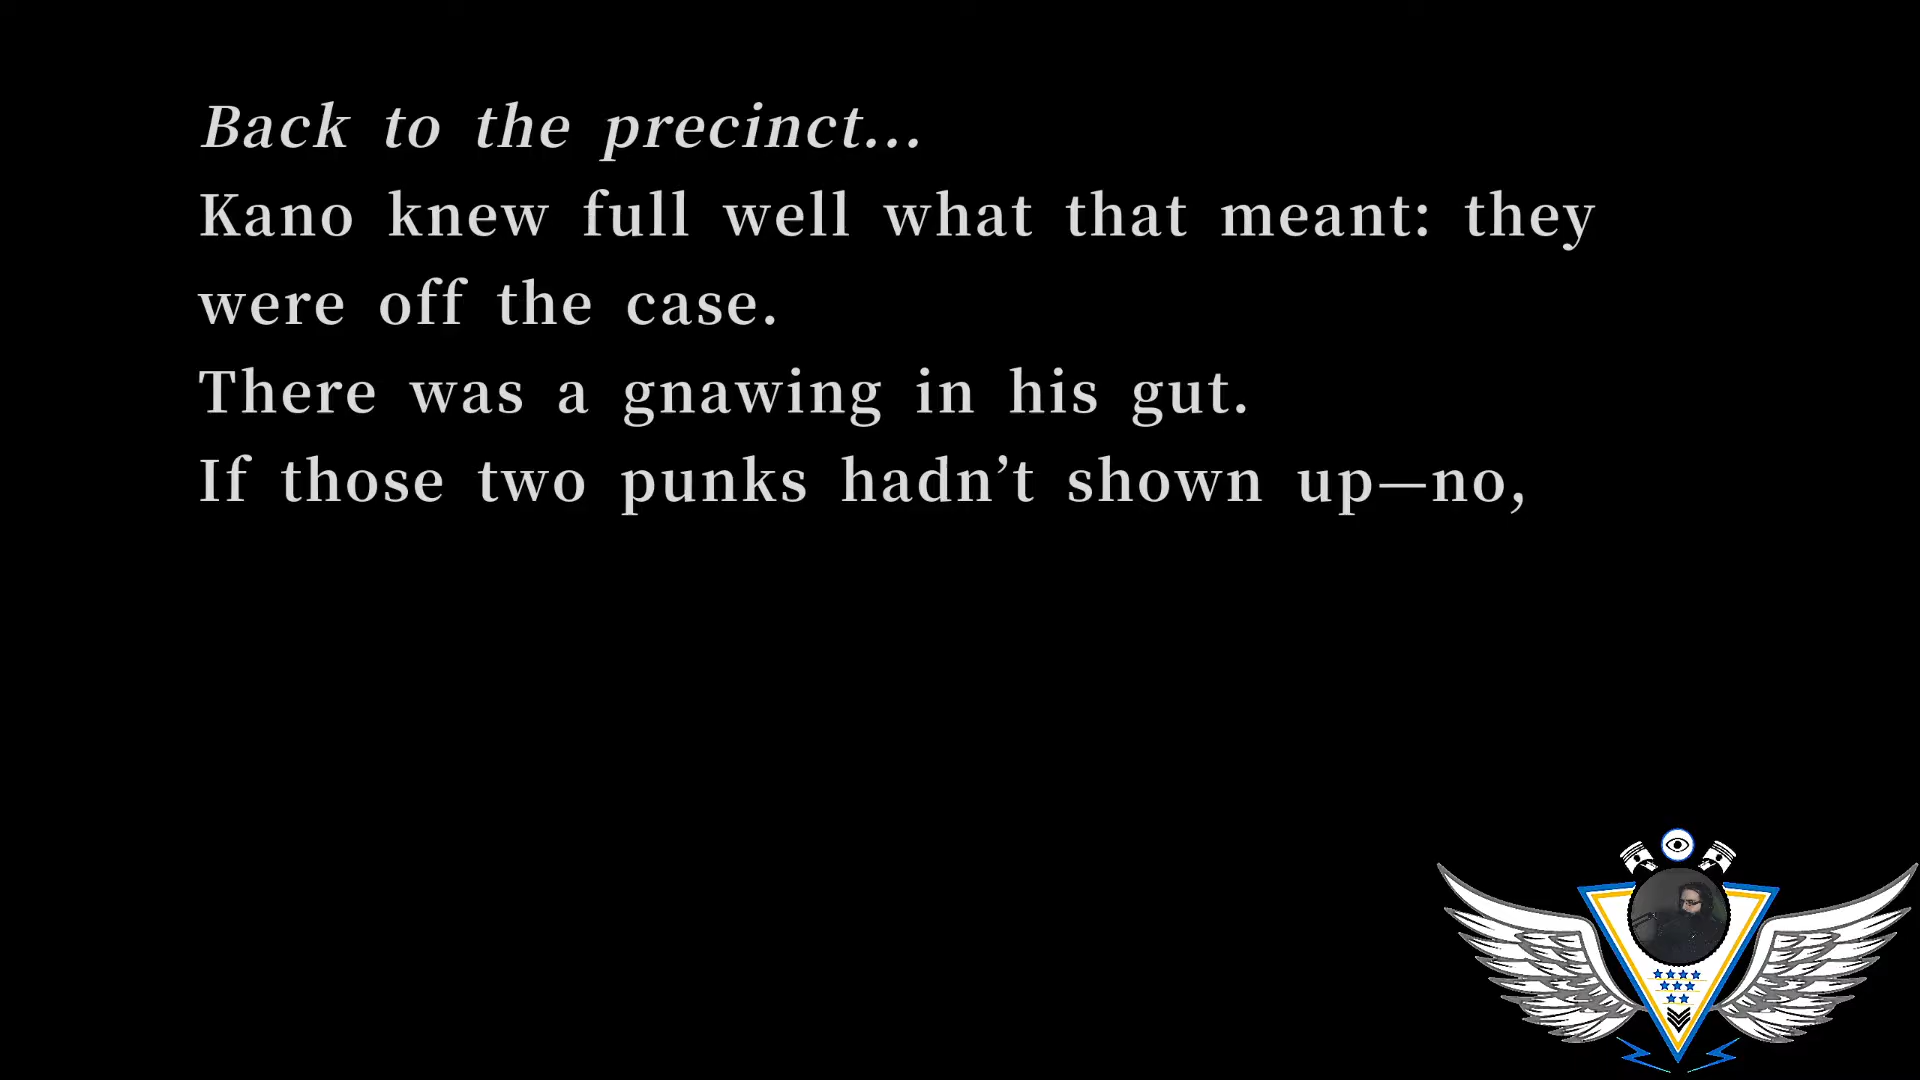 Back to the precinct...
Kano knew full well what that meant: they
were off the case.
There was a gnawing in his gut.
If those two punks hadn’t shown up—no,